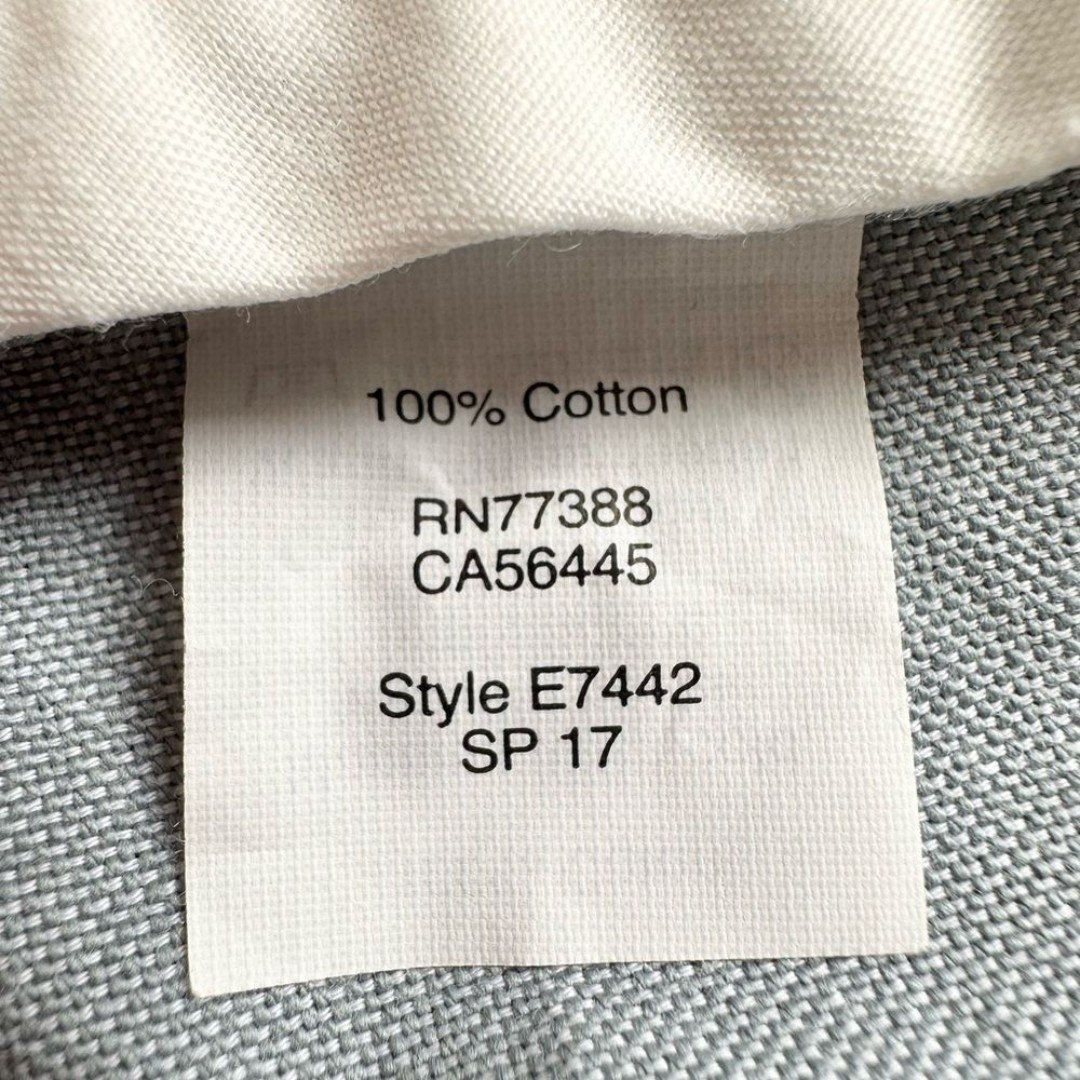 100% Cotton
RN77388
CA56445
Style E7442
SP 17